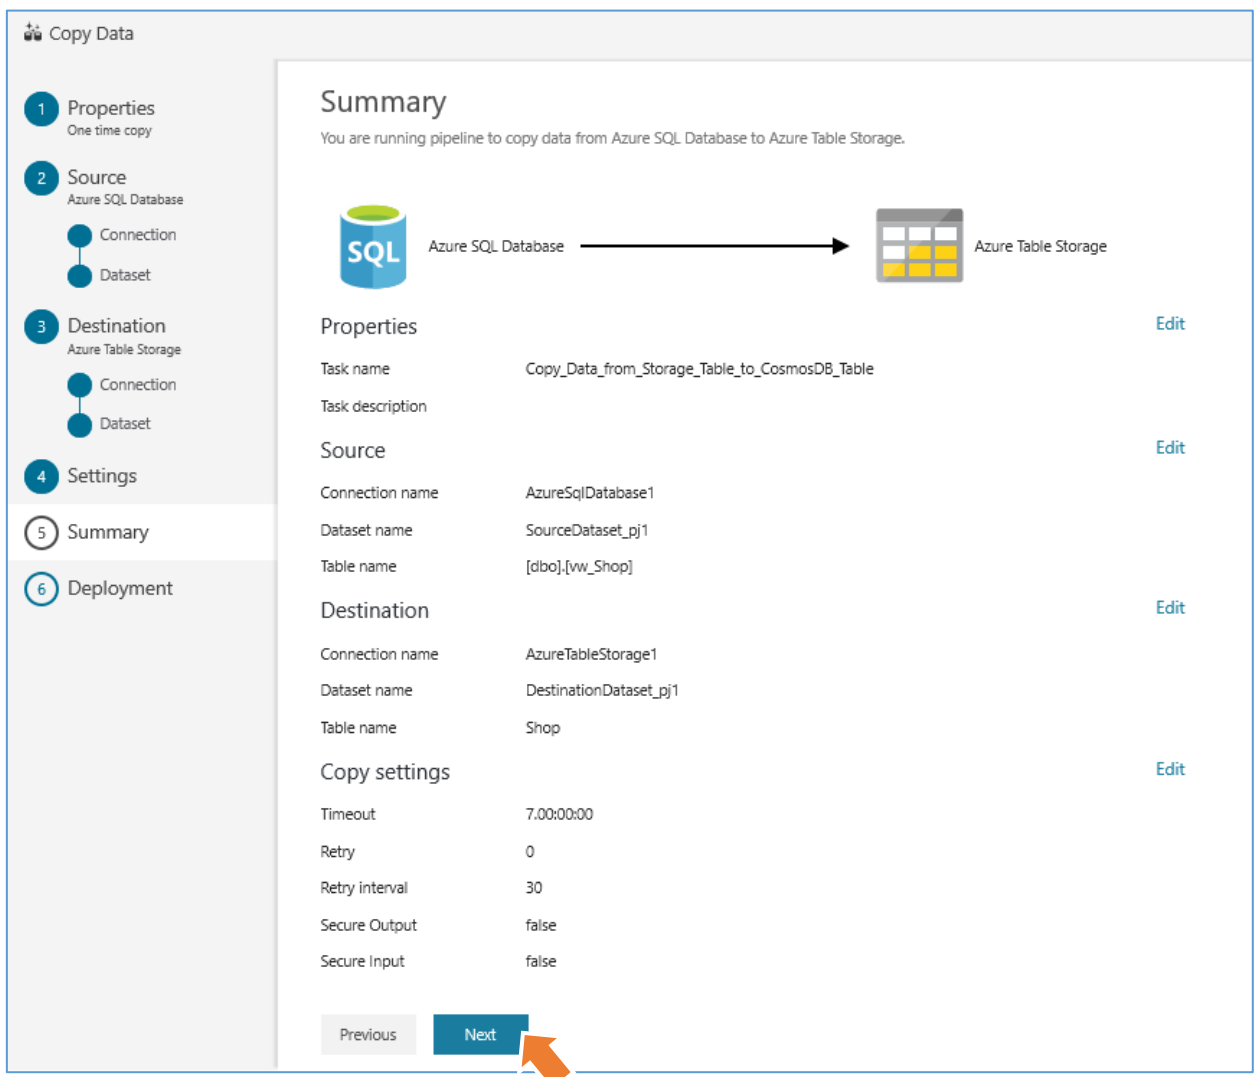 Copy Data
1 Properties
One time copy
2 Source
Azure SQL Database
Connection
Dataset
3 Destination
Azure Table Storage
Connection
Dataset
4 Settings
5 Summary
6 Deployment
Summary
You are running pipeline to copy data from Azure SQL Database to Azure Table Storage.
SQL Azure SQL Database Azure Table Storage
Properties Edit
Task name Copy_Data_from_Storage_Table_to_CosmosDB_Table
Task description
Source Edit
Connection name AzureSqlDatabase1
Dataset name SourceDataset_pj1
Table name [dbo].[vw_Shop]
Destination Edit
Connection name AzureTableStorage1
Dataset name DestinationDataset_pj1
Table name Shop
Copy settings Edit
Timeout 7.00:00:00
Retry 0
Retry interval 30
Secure Output false
Secure Input false
Previous Next